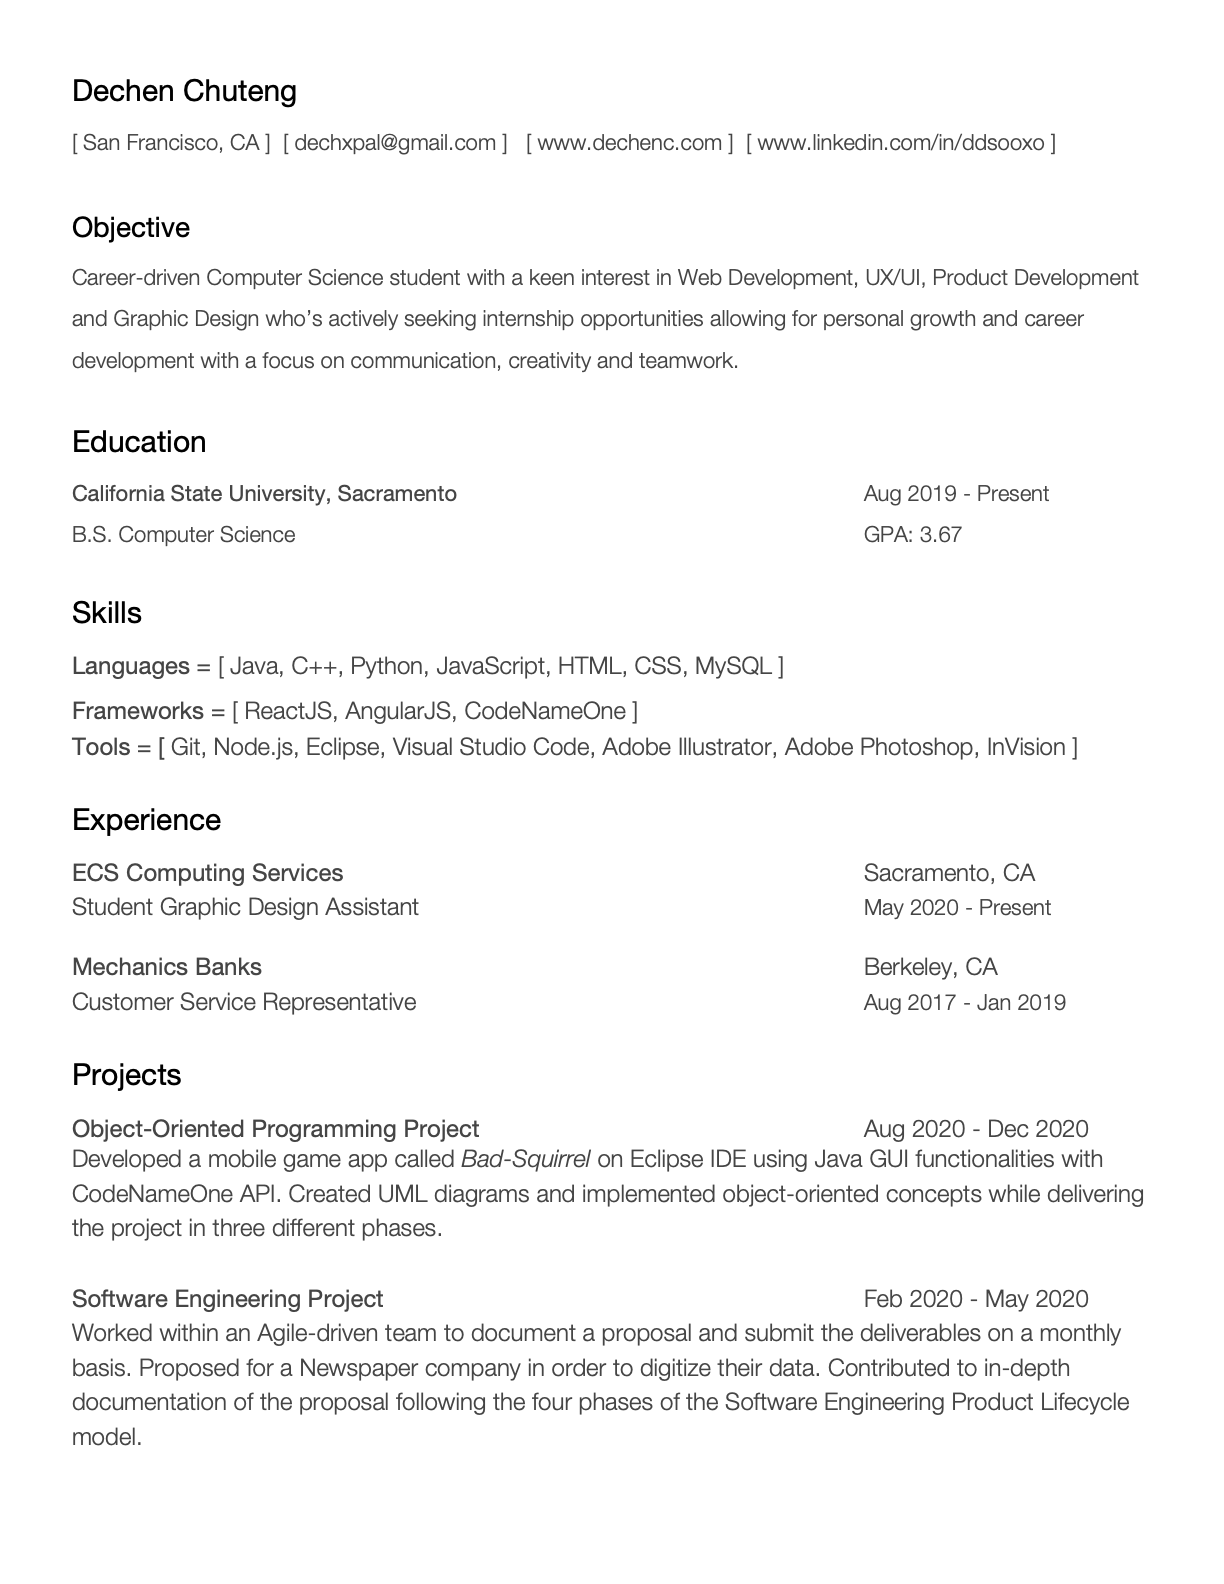 Dechen Chuteng
[ San Francisco, CA ] [ dechxpal@gmail.com ] [ www.dechenc.com ] [ www.linkedin.com/in/ddsooxo ]
Objective
Career-driven Computer Science student with a keen interest in Web Development, UX/UI, Product Development
and Graphic Design who’s actively seeking internship opportunities allowing for personal growth and career
development with a focus on communication, creativity and teamwork.
Education
California State University, Sacramento Aug 2019 - Present
B.S. Computer Science GPA: 3.67
Skills
Languages = [ Java, C++, Python, JavaScript, HTML, CSS, MySQL ]
Frameworks = [ ReactJS, AngularJS, CodeNameOne ]
Tools = [ Git, Node.js, Eclipse, Visual Studio Code, Adobe Illustrator, Adobe Photoshop, InVision ]
Experience
ECS Computing Services Sacramento, CA
Student Graphic Design Assistant May 2020 - Present
Mechanics Banks Berkeley, CA
Customer Service Representative Aug 2017 - Jan 2019
Projects
Object-Oriented Programming Project Aug 2020 - Dec 2020
Developed a mobile game app called Bad-Squirrel on Eclipse IDE using Java GUI functionalities with
CodeNameOne API. Created UML diagrams and implemented object-oriented concepts while delivering
the project in three different phases.
Software Engineering Project Feb 2020 - May 2020
Worked within an Agile-driven team to document a proposal and submit the deliverables on a monthly
basis. Proposed for a Newspaper company in order to digitize their data. Contributed to in-depth
documentation of the proposal following the four phases of the Software Engineering Product Lifecycle
model.